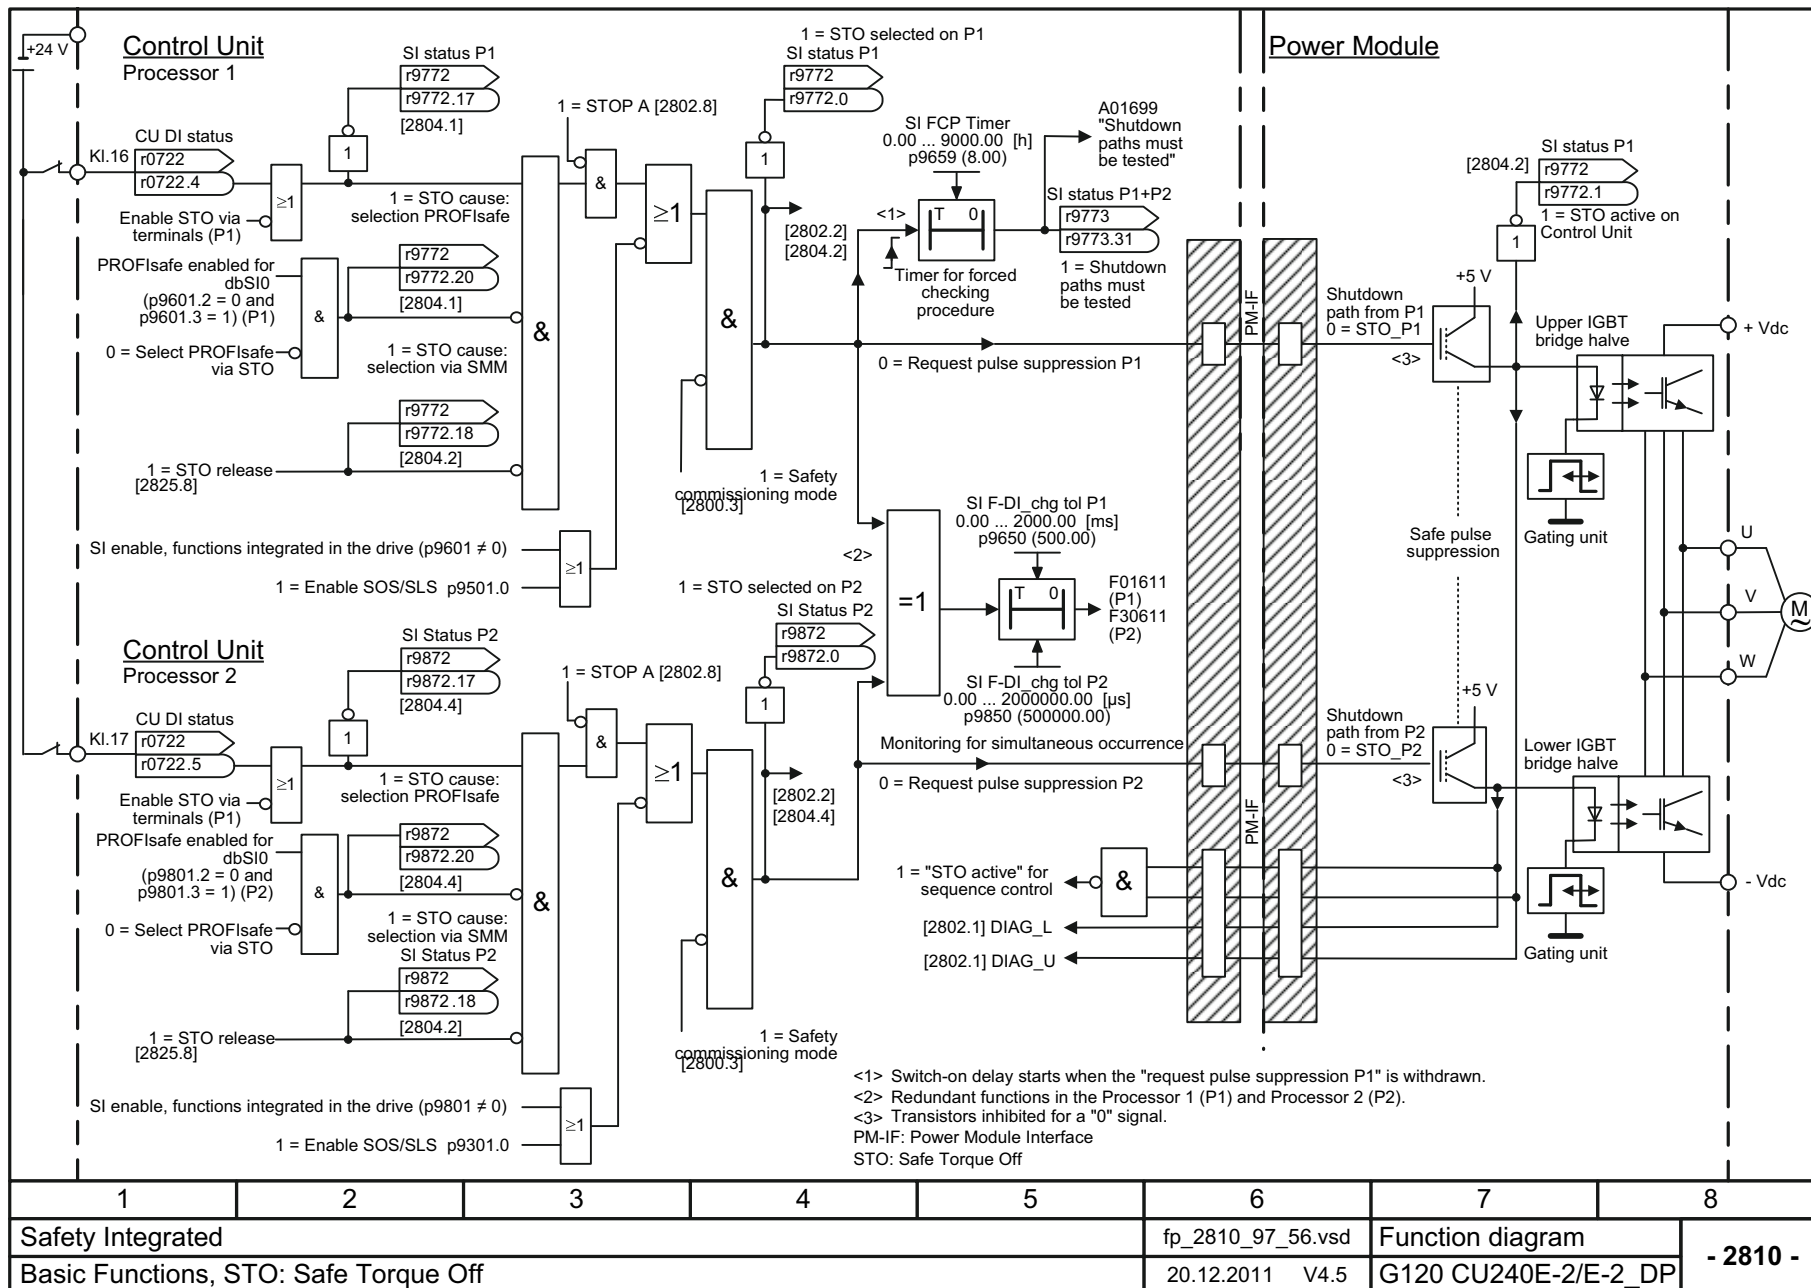 +24 V
Control Unit
Processor 1
SI status P1
r9772
r9772.17
[2804.1]
1 = STO selected on P1
SI status P1
r9772
r9772.0
Power Module
1 = STOP A [2802.8]
CU DI status
Kl.16
r0722
r0722.4
1
≥1
Enable STO via
terminals (P1)
1 = STO cause:
selection PROFIsafe
&
≥1
1
SI FCP Timer
0.00 ... 9000.00 [h]
p9659 (8.00)
A01699
"Shutdown
paths must
be tested"
<1>
T 0
SI status P1+P2
r9773
r9773.31
1 = Shutdown
paths must
be tested
Timer for forced
checking
procedure
[2802.2]
[2804.2]
[2804.2]
SI status P1
r9772
r9772.1
1 = STO active on
Control Unit
1
PROFIsafe enabled for
dbSI0
(p9601.2 = 0 and
p9601.3 = 1) (P1)
&
r9772
r9772.20
[2804.1]
0 = Select PROFIsafe
via STO
1 = STO cause:
selection via SMM
&
&
0 = Request pulse suppression P1
PM-IF
Shutdown
path from P1
0 = STO_P1
<3>
+5 V
Upper IGBT
bridge halve
+ Vdc
r9772
r9772.18
[2804.2]
1 = STO release
[2825.8]
1 = Safety
commissioning mode
[2800.3]
SI enable, functions integrated in the drive (p9601 ≠ 0)
1 = Enable SOS/SLS p9501.0
≥1
<2>
=1
SI F-DI_chg tol P1
0.00 ... 2000.00 [ms]
p9650 (500.00)
T 0
F01611
(P1)
F30611
(P2)
SI F-DI_chg tol P2
0.00 ... 2000000.00 [µs]
p9850 (500000.00)
Safe pulse
suppression
Gating unit
U
V
W
M
~
1 = STO selected on P2
SI Status P2
r9872
r9872.0
Control Unit
Processor 2
SI Status P2
r9872
r9872.17
[2804.4]
1 = STOP A [2802.8]
CU DI status
Kl.17
r0722
r0722.5
1
≥1
Enable STO via
terminals (P1)
1 = STO cause:
selection PROFIsafe
&
≥1
1
[2802.2]
[2804.4]
Monitoring for simultaneous occurrence
0 = Request pulse suppression P2
PM-IF
Shutdown
path from P2
0 = STO_P2
<3>
+5 V
Lower IGBT
bridge halve
PROFIsafe enabled for
dbSI0
(p9801.2 = 0 and
p9801.3 = 1) (P2)
&
r9872
r9872.20
[2804.4]
0 = Select PROFIsafe
via STO
1 = STO cause:
selection via SMM
SI Status P2
r9872
r9872.18
[2804.2]
&
&
1 = "STO active" for
sequence control
&
[2802.1] DIAG_L
[2802.1] DIAG_U
- Vdc
Gating unit
1 = STO release
[2825.8]
1 = Safety
commissioning mode
[2800.3]
SI enable, functions integrated in the drive (p9801 ≠ 0)
1 = Enable SOS/SLS p9301.0
≥1
<1> Switch-on delay starts when the "request pulse suppression P1" is withdrawn.
<2> Redundant functions in the Processor 1 (P1) and Processor 2 (P2).
<3> Transistors inhibited for a "0" signal.
PM-IF: Power Module Interface
STO: Safe Torque Off
1 2 3 4 5 6 7 8
Safety Integrated
fp_2810_97_56.vsd
Function diagram
- 2810 -
Basic Functions, STO: Safe Torque Off
20.12.2011 V4.5
G120 CU240E-2/E-2_DP